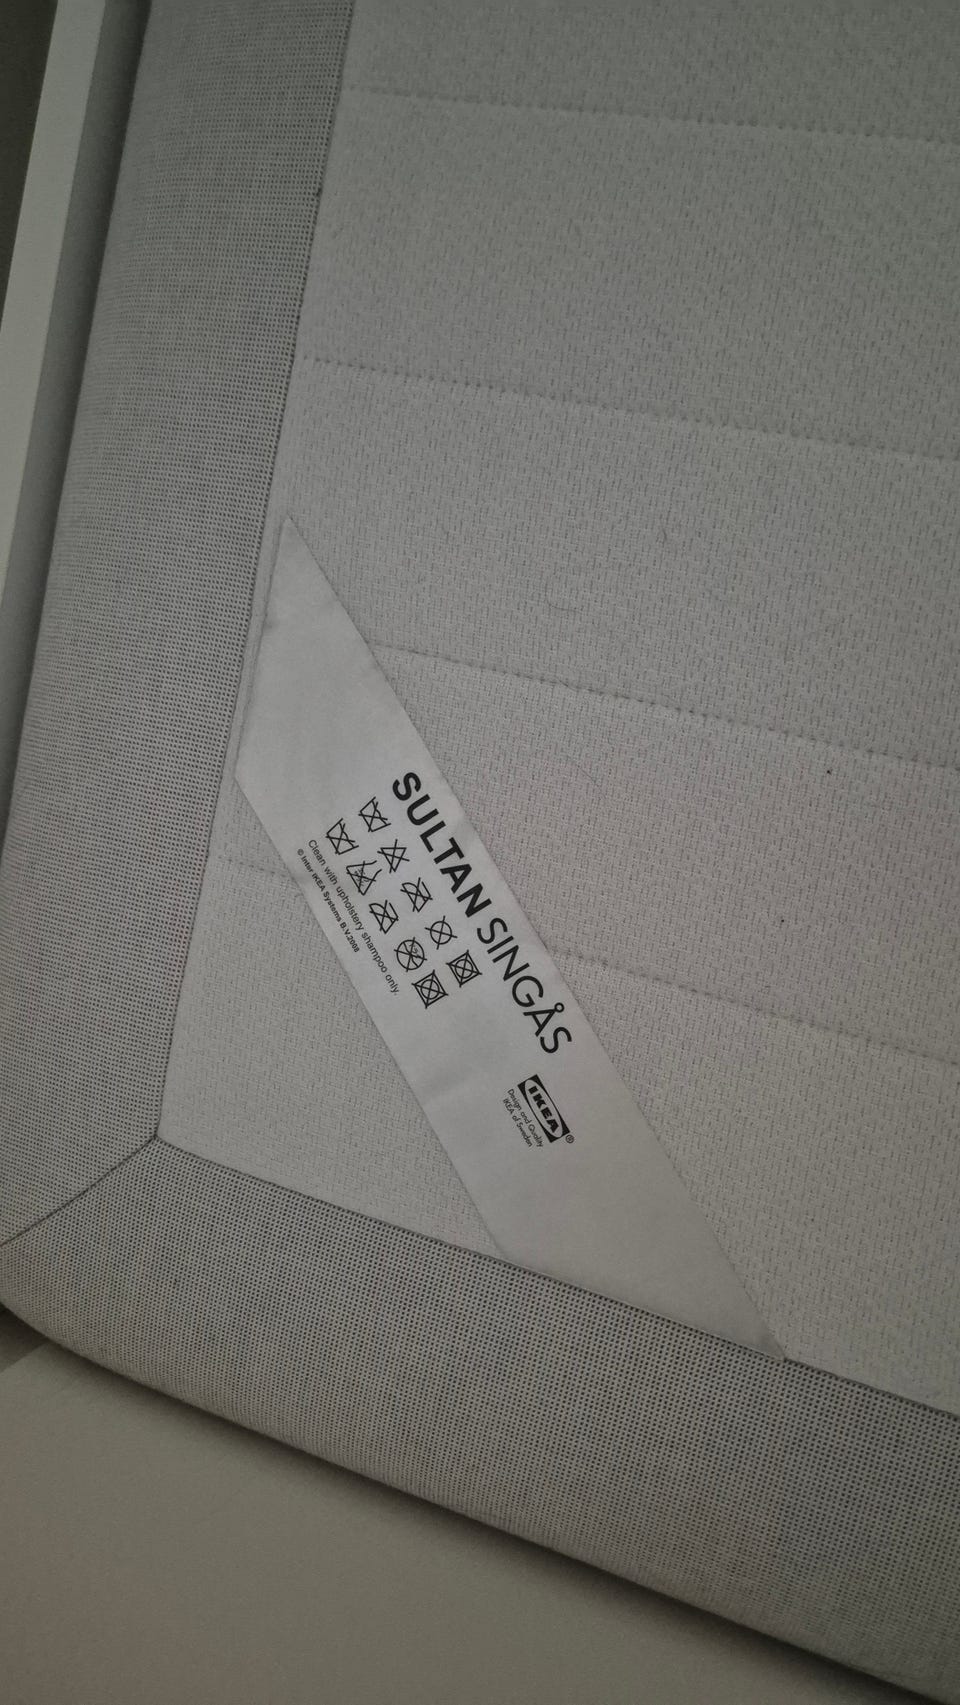 SULTAN SINGÅS
Clean with upholstery shampoo only.
© Inter IKEA Systems B.V.2008
IKEA®
Design and Quality
IKEA of Sweden